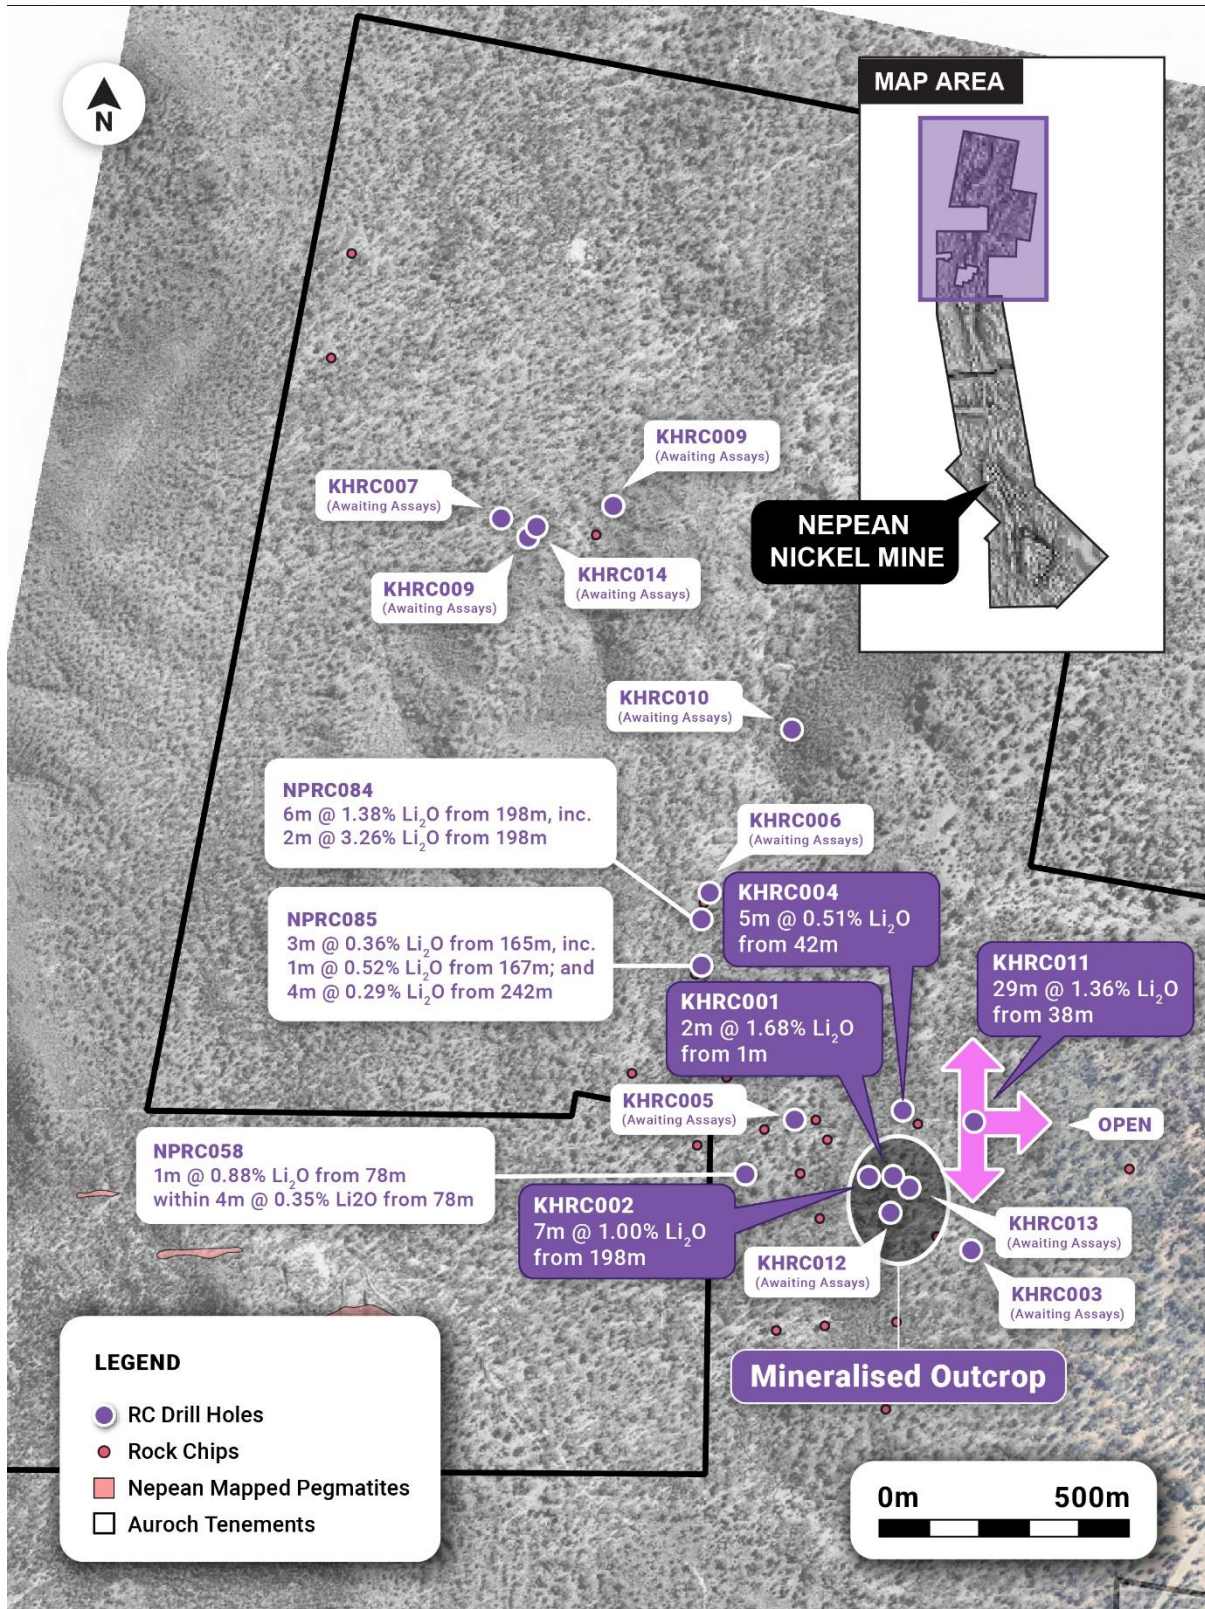 N
MAP AREA
NEPEAN
NICKEL MINE
KHRC009
(Awaiting Assays)
KHRC007
(Awaiting Assays)
KHRC009
(Awaiting Assays)
KHRC014
(Awaiting Assays)
KHRC010
(Awaiting Assays)
NPRC084
6m @ 1.38% Li₂O from 198m, inc.
2m @ 3.26% Li₂O from 198m
KHRC006
(Awaiting Assays)
KHRC004
5m @ 0.51% Li₂O
from 42m
NPRC085
3m @ 0.36% Li₂O from 165m, inc.
1m @ 0.52% Li₂O from 167m; and
4m @ 0.29% Li₂O from 242m
KHRC011
29m @ 1.36% Li₂O
from 38m
KHRC001
2m @ 1.68% Li₂O
from 1m
KHRC005
(Awaiting Assays)
OPEN
NPRC058
1m @ 0.88% Li₂O from 78m
within 4m @ 0.35% Li2O from 78m
KHRC002
7m @ 1.00% Li₂O
from 198m
KHRC013
(Awaiting Assays)
KHRC012
(Awaiting Assays)
KHRC003
(Awaiting Assays)
Mineralised Outcrop
LEGEND
RC Drill Holes
Rock Chips
Nepean Mapped Pegmatites
Auroch Tenements
0m 500m